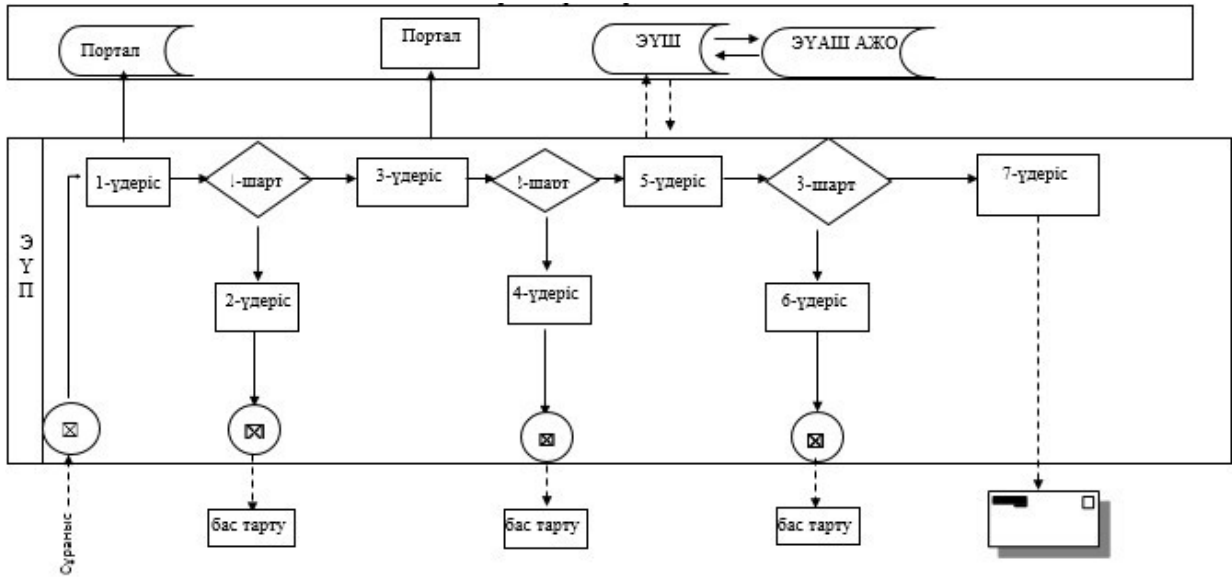 Портал
Портал
ЭҮШ
ЭҮАШ АЖО
1-үдеріс
1-шарт
3-үдеріс
2-шарт
5-үдеріс
3-шарт
7-үдеріс
Э
Ү
П
2-үдеріс
4-үдеріс
6-үдеріс
Сұраныс
бас тарту
бас тарту
бас тарту